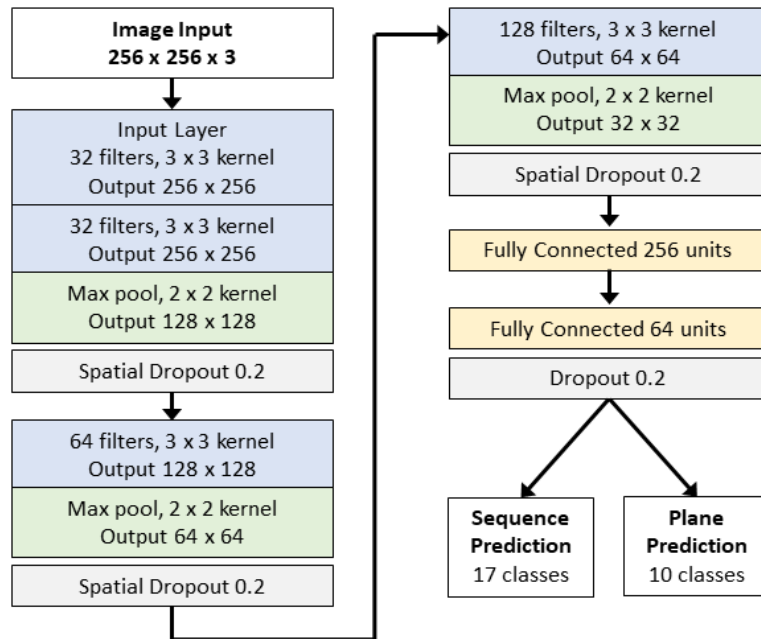 Image Input
256 x 256 x 3
Input Layer
32 filters, 3 x 3 kernel
Output 256 x 256
32 filters, 3 x 3 kernel
Output 256 x 256
Max pool, 2 x 2 kernel
Output 128 x 128
Spatial Dropout 0.2
64 filters, 3 x 3 kernel
Output 128 x 128
Max pool, 2 x 2 kernel
Output 64 x 64
Spatial Dropout 0.2
128 filters, 3 x 3 kernel
Output 64 x 64
Max pool, 2 x 2 kernel
Output 32 x 32
Spatial Dropout 0.2
Fully Connected 256 units
Fully Connected 64 units
Dropout 0.2
Sequence
Prediction
17 classes
Plane
Prediction
10 classes